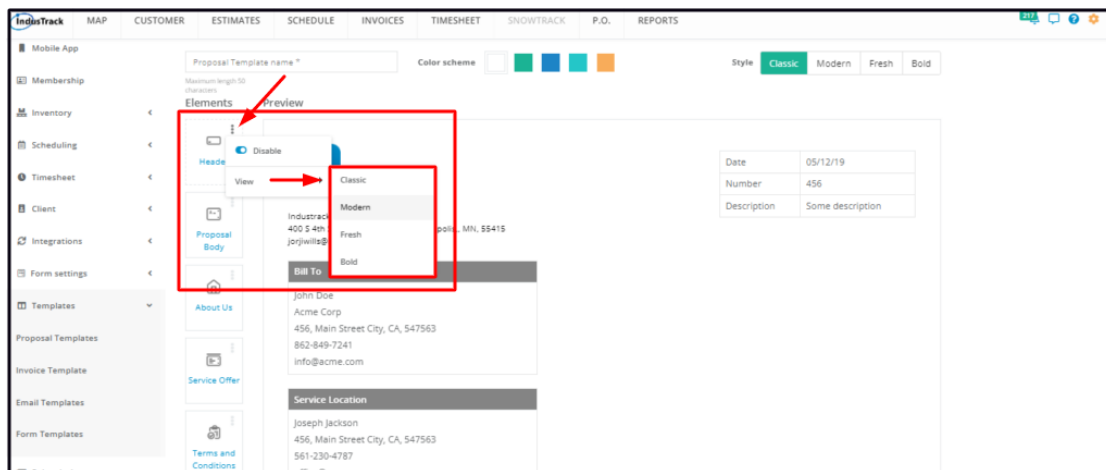 IndusTrack MAP CUSTOMER ESTIMATES SCHEDULE INVOICES TIMESHEET SNOWTRACK P.O. REPORTS 217
Mobile App
Membership
Inventory
Scheduling
Timesheet
Client
Integrations
Form settings
Templates
Proposal Templates
Invoice Template
Email Templates
Form Templates
Proposal Template name *
Maximum length 50
characters
Color scheme
Style Classic Modern Fresh Bold
Elements Preview
Header
Disable
View
Classic
Modern
Fresh
Bold
Proposal
Body
About Us
Service Offer
Terms and
Conditions
Industrack
400 S 4th MN, 55415
jorjiwills@
Date 05/12/19
Number 456
Description Some description
Bill To
John Doe
Acme Corp
456, Main Street City, CA, 547563
862-849-7241
info@acme.com
Service Location
Joseph Jackson
456, Main Street City, CA, 547563
561-230-4787